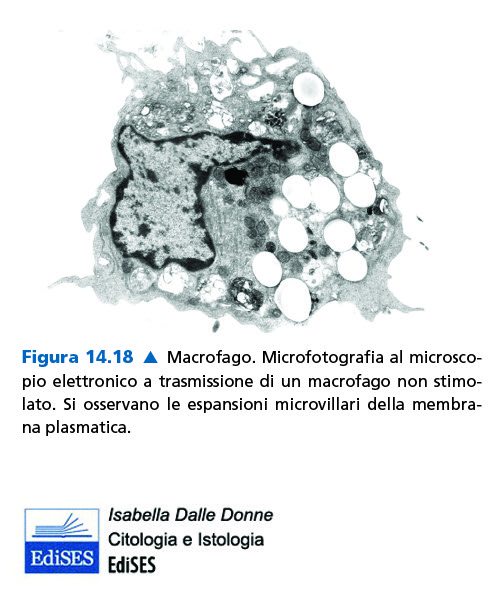 Figura 14.18 ▲ Macrofago. Microfotografia al microsco-
pio elettronico a trasmissione di un macrofago non stimo-
lato. Si osservano le espansioni microvillari della membra-
na plasmatica.
Isabella Dalle Donne
Citologia e Istologia
EdiSES
EdiSES